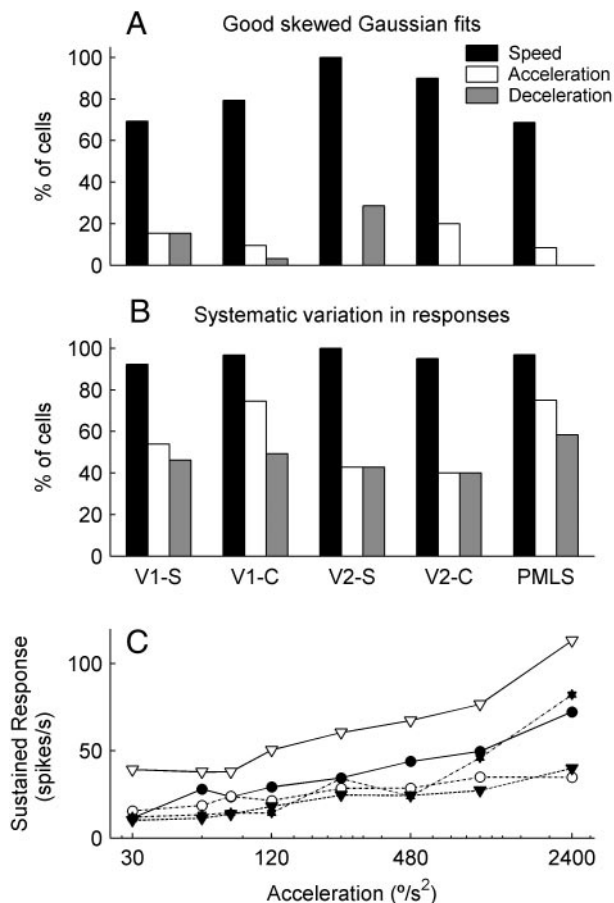 A
Good skewed Gaussian fits
Speed
Acceleration
Deceleration
100
80
60
40
20
0
% of cells
B
Systematic variation in responses
100
80
60
40
20
0
% of cells
V1-S V1-C V2-S V2-C PMLS
C
100
50
0
Sustained Response
(spikes/s)
30 120 480 2400
Acceleration (º/s²)